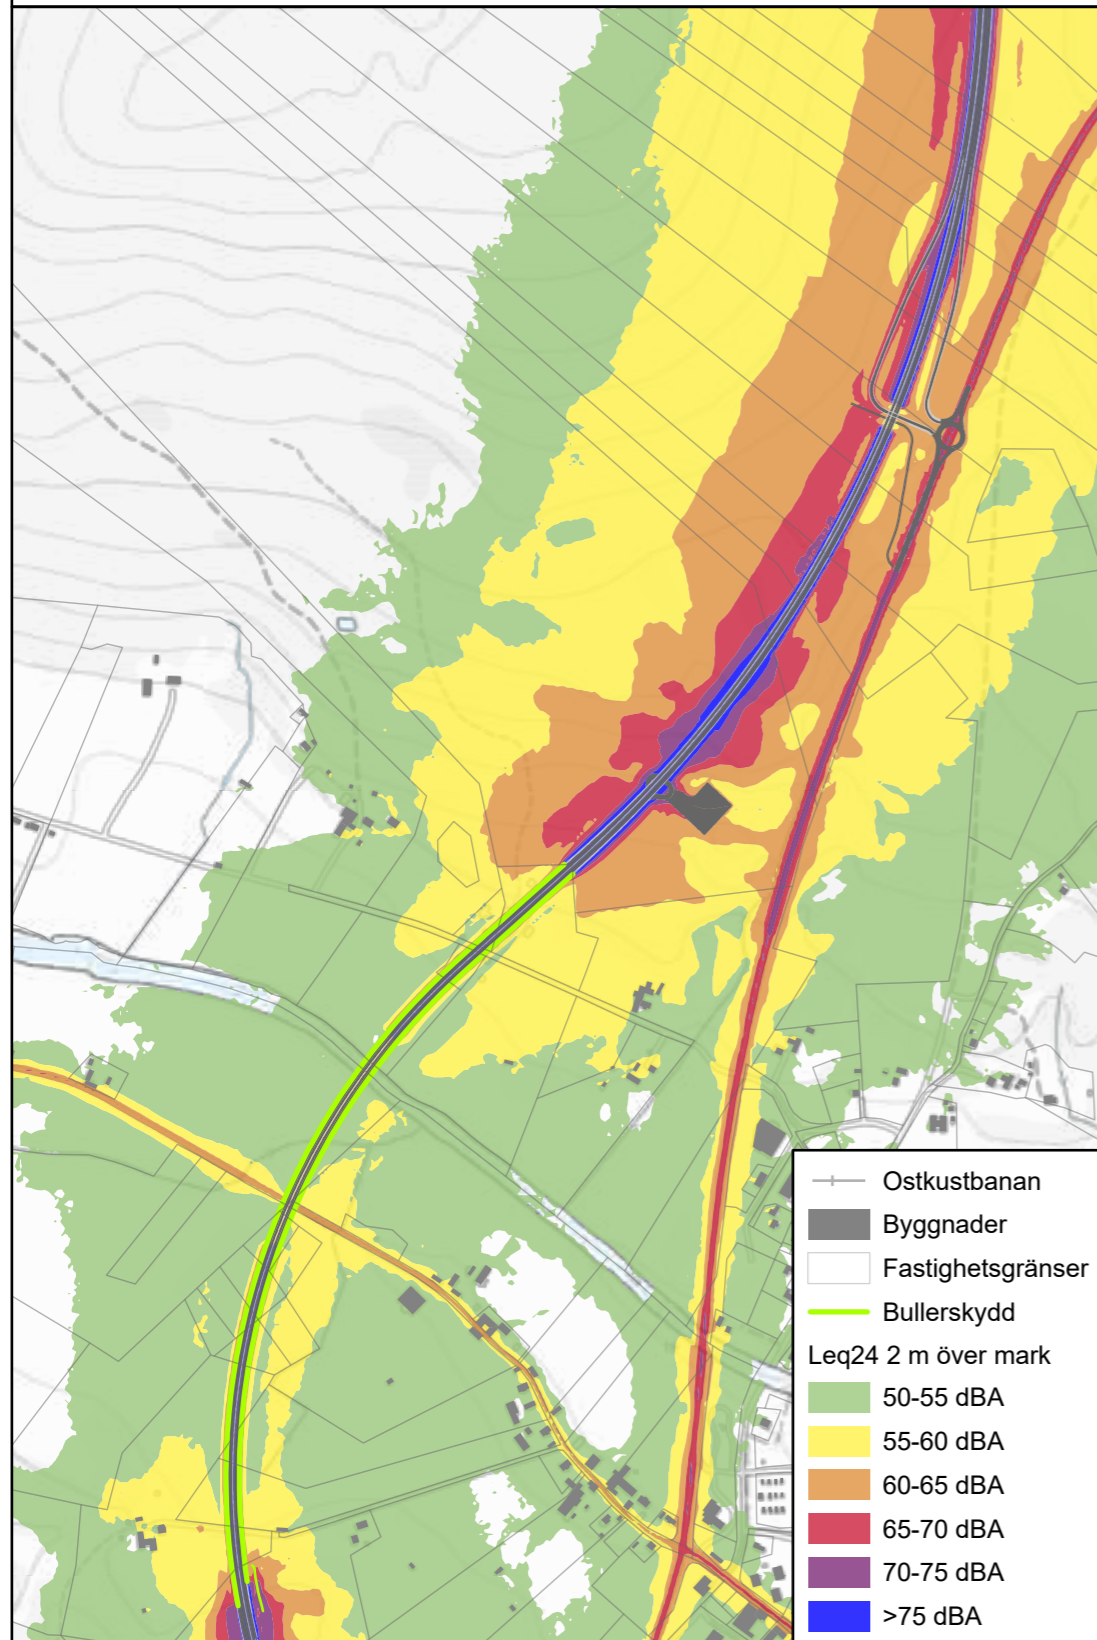 Ostkustbanan
Byggnader
Fastighetsgränser
Bullerskydd
Leq24 2 m över mark
50-55 dBA
55-60 dBA
60-65 dBA
65-70 dBA
70-75 dBA
>75 dBA